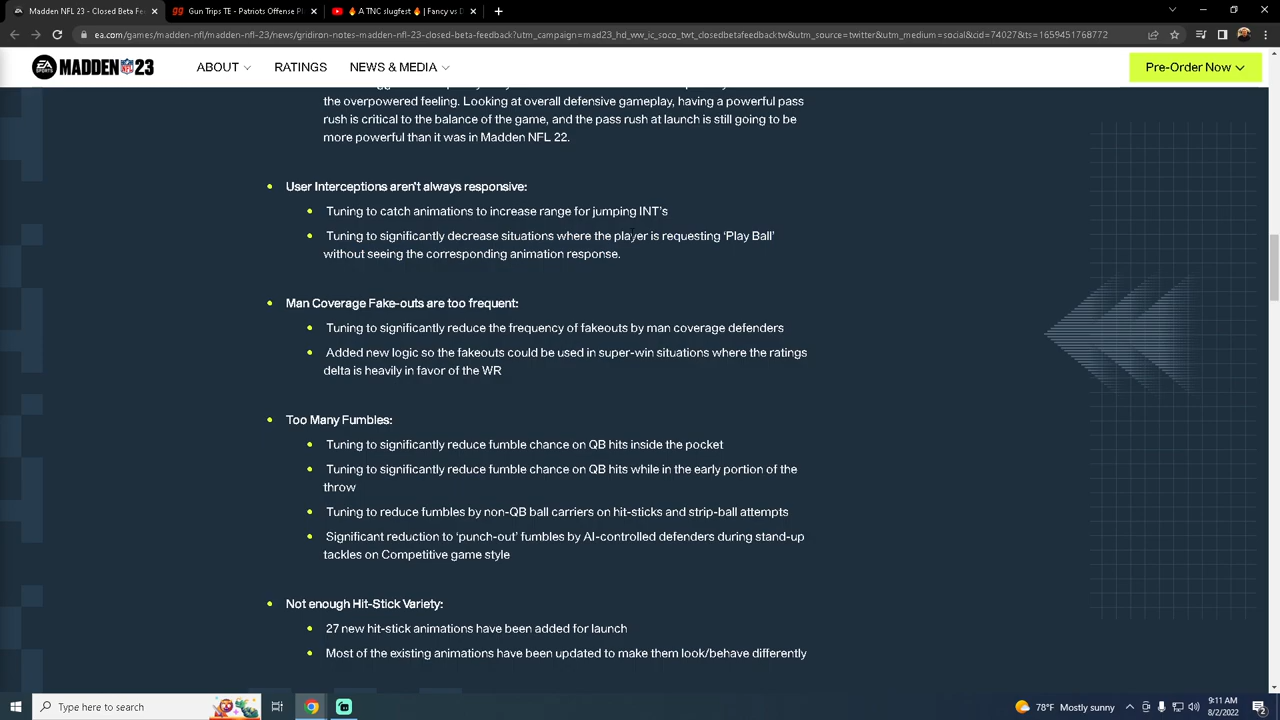 Madden NFL 23 - Closed Beta Fe
Gun Trips TE - Patriots Offense Pl
🔥 A TNC slugfest 🔥 | Fancy vs D
ea.com/games/madden-nfl/madden-nfl-23/news/gridiron-notes-madden-nfl-23-closedbetafeedback?utm_campaign=mad23_hd_ww_ic_soco_twt_closedbetafeedbacktw&utm_source=twitter&utm_medium=social&cid=74027&ts=1659451768772
EA SPORTS MADDEN NFL 23
ABOUT
RATINGS
NEWS & MEDIA
Pre-Order Now
the overpowered feeling. Looking at overall defensive gameplay, having a powerful pass
rush is critical to the balance of the game, and the pass rush at launch is still going to be
more powerful than it was in Madden NFL 22.
User Interceptions aren't always responsive:
Tuning to catch animations to increase range for jumping INT's
Tuning to significantly decrease situations where the player is requesting 'Play Ball'
without seeing the corresponding animation response.
Man Coverage Fake-outs are too frequent:
Tuning to significantly reduce the frequency of fakeouts by man coverage defenders
Added new logic so the fakeouts could be used in super-win situations where the ratings
delta is heavily in favor of the WR
Too Many Fumbles:
Tuning to significantly reduce fumble chance on QB hits inside the pocket
Tuning to significantly reduce fumble chance on QB hits while in the early portion of the
throw
Tuning to reduce fumbles by non-QB ball carriers on hit-sticks and strip-ball attempts
Significant reduction to 'punch-out' fumbles by AI-controlled defenders during stand-up
tackles on Competitive game style
Not enough Hit-Stick Variety:
27 new hit-stick animations have been added for launch
Most of the existing animations have been updated to make them look/behave differently
Type here to search
78°F Mostly sunny
9:11 AM
8/2/2022
2